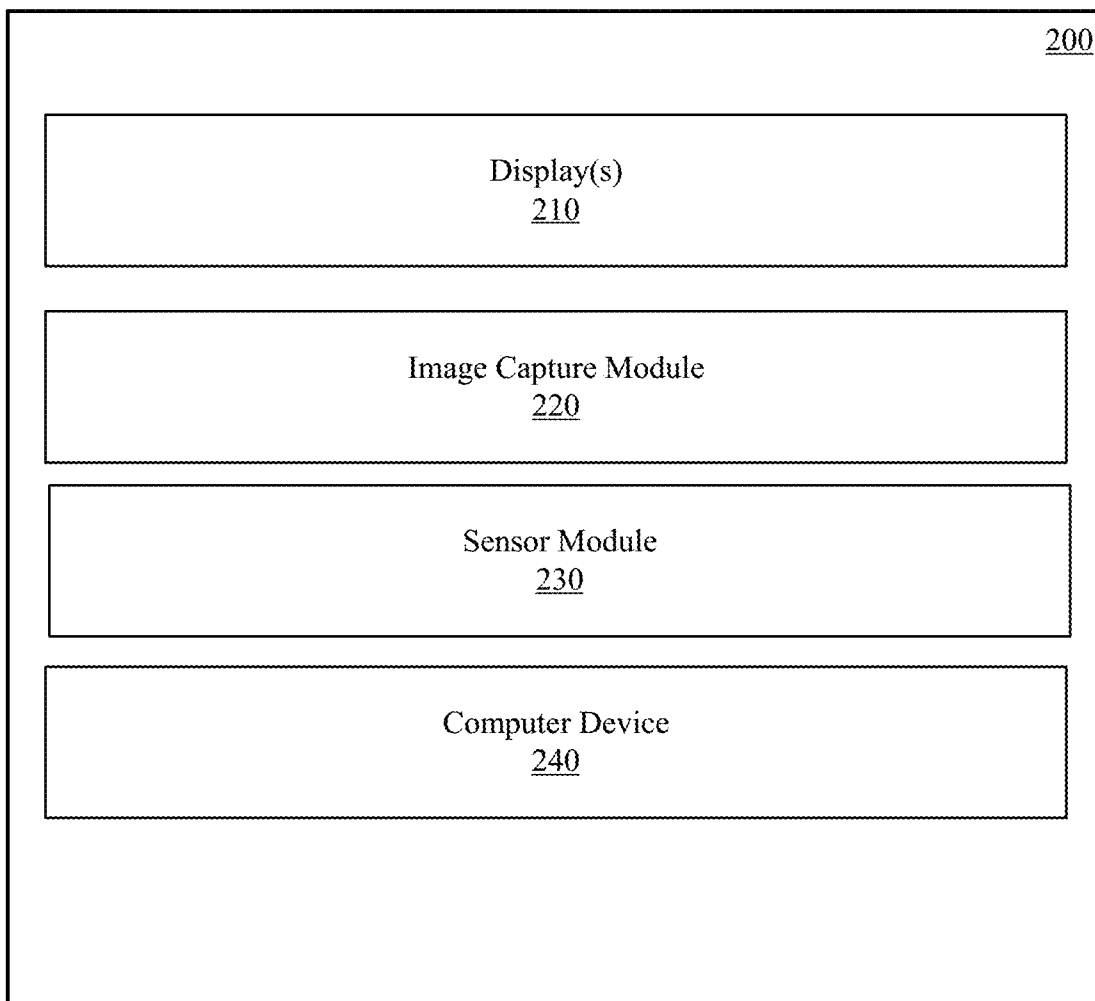 200
Display(s)
210
Image Capture Module
220
Sensor Module
230
Computer Device
240